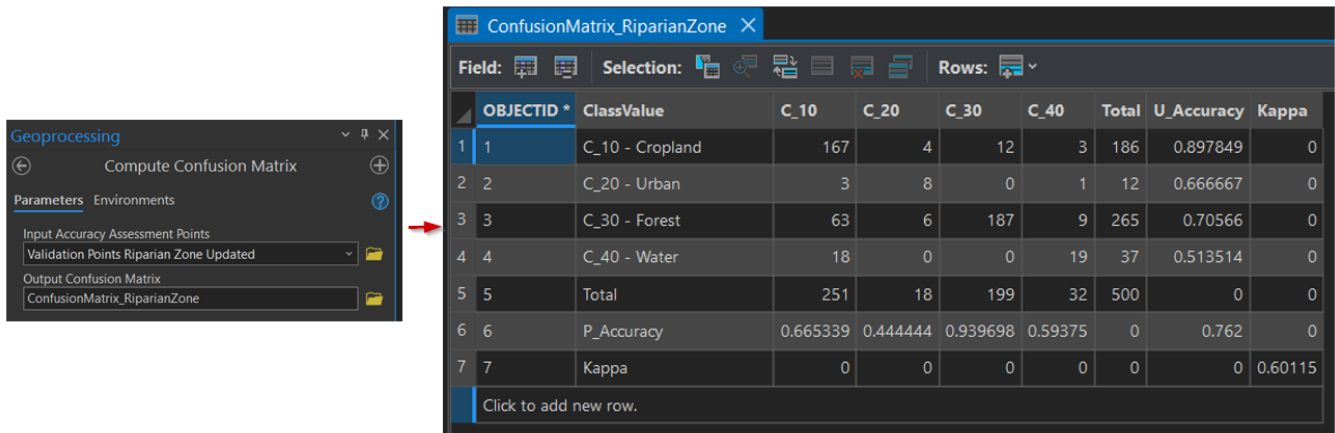 Geoprocessing
Compute Confusion Matrix
Parameters Environments
?
Input Accuracy Assessment Points
Validation Points Riparian Zone Updated
Output Confusion Matrix
ConfusionMatrix_RiparianZone
ConfusionMatrix_RiparianZone
Field: Selection: Rows:
OBJECTID * ClassValue C_10 C_20 C_30 C_40 Total U_Accuracy Kappa
1 1 C_10 - Cropland 167 4 12 3 186 0.897849 0
2 2 C_20 - Urban 3 8 0 1 12 0.666667 0
3 3 C_30 - Forest 63 6 187 9 265 0.70566 0
4 4 C_40 - Water 18 0 0 19 37 0.513514 0
5 5 Total 251 18 199 32 500 0 0
6 6 P_Accuracy 0.665339 0.444444 0.939698 0.59375 0 0.762 0
7 7 Kappa 0 0 0 0 0 0 0.60115
Click to add new row.